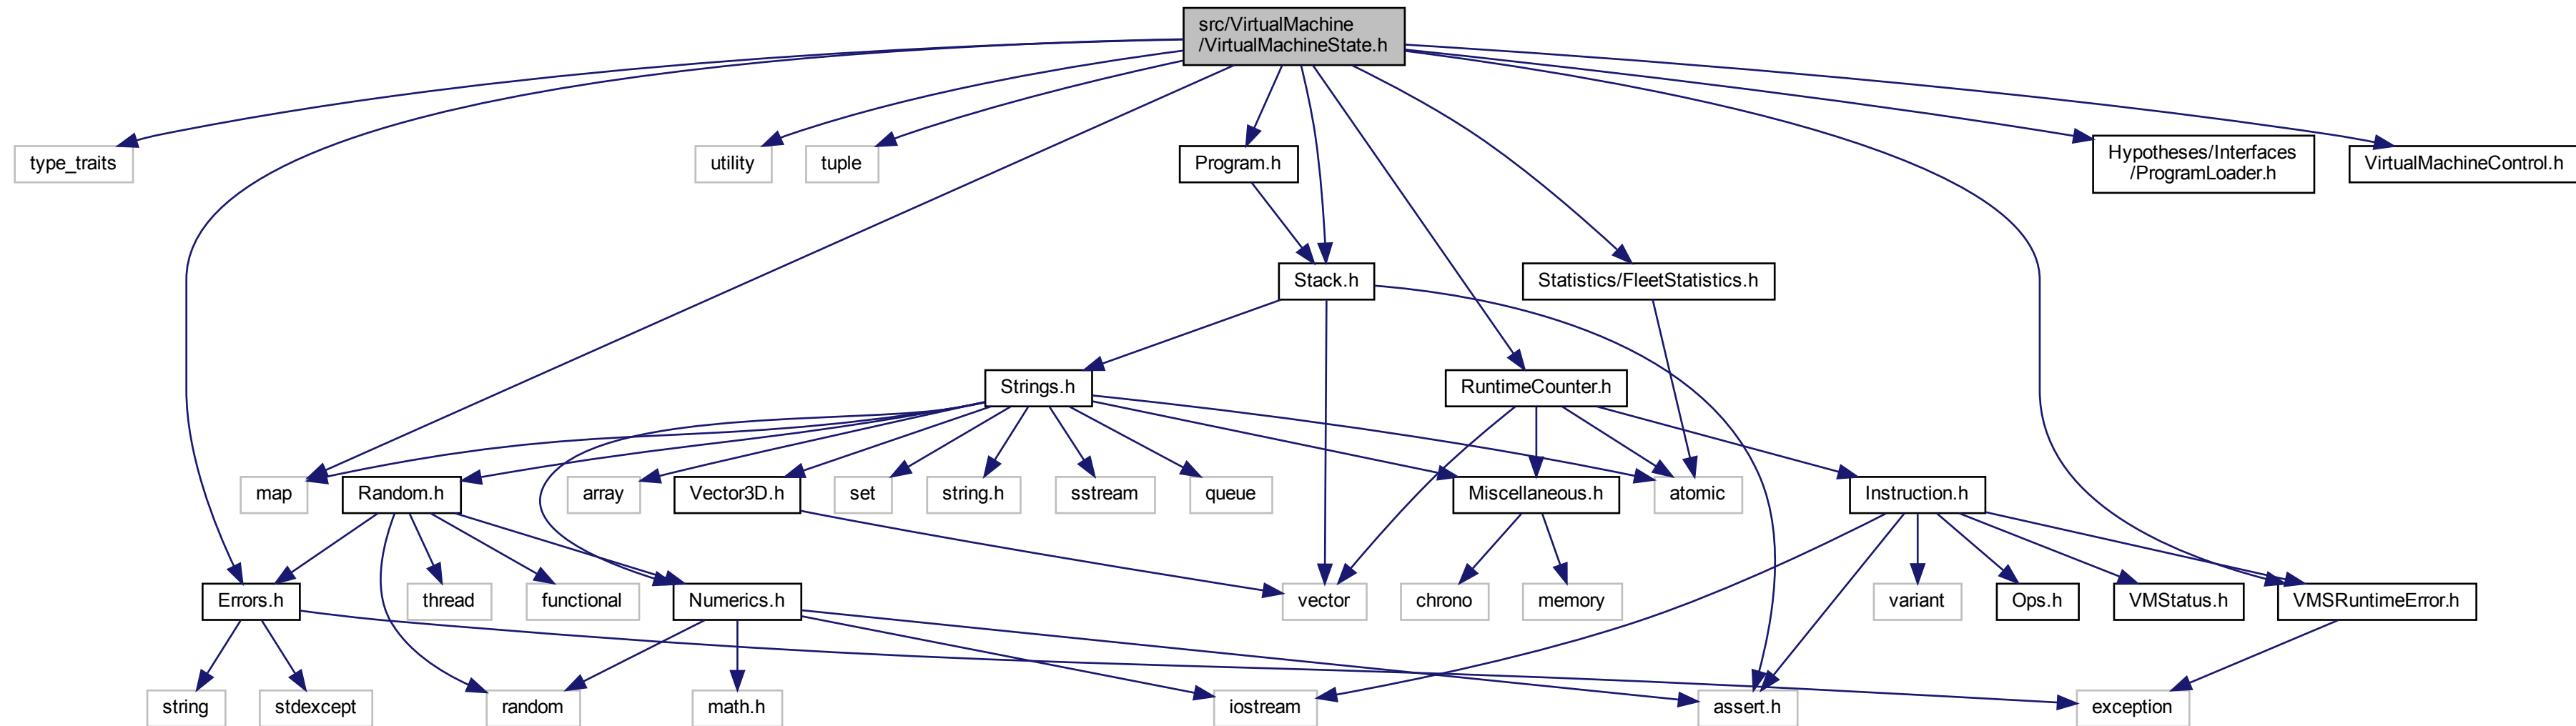 src/VirtualMachine
/VirtualMachineState.h
type_traits
utility
tuple
Program.h
Hypotheses/Interfaces
/ProgramLoader.h
VirtualMachineControl.h
Stack.h
Statistics/FleetStatistics.h
Strings.h
RuntimeCounter.h
map
Random.h
array
Vector3D.h
set
string.h
sstream
queue
Miscellaneous.h
atomic
Instruction.h
Errors.h
thread
functional
Numerics.h
vector
chrono
memory
variant
Ops.h
VMStatus.h
VMSRuntimeError.h
string
stdexcept
random
math.h
iostream
assert.h
exception